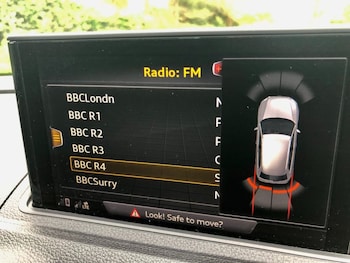 Radio: FM
BBCLondn
BBC R1
BBC R2
BBC R3
BBC R4
BBCSurry
Look! Safe to move?